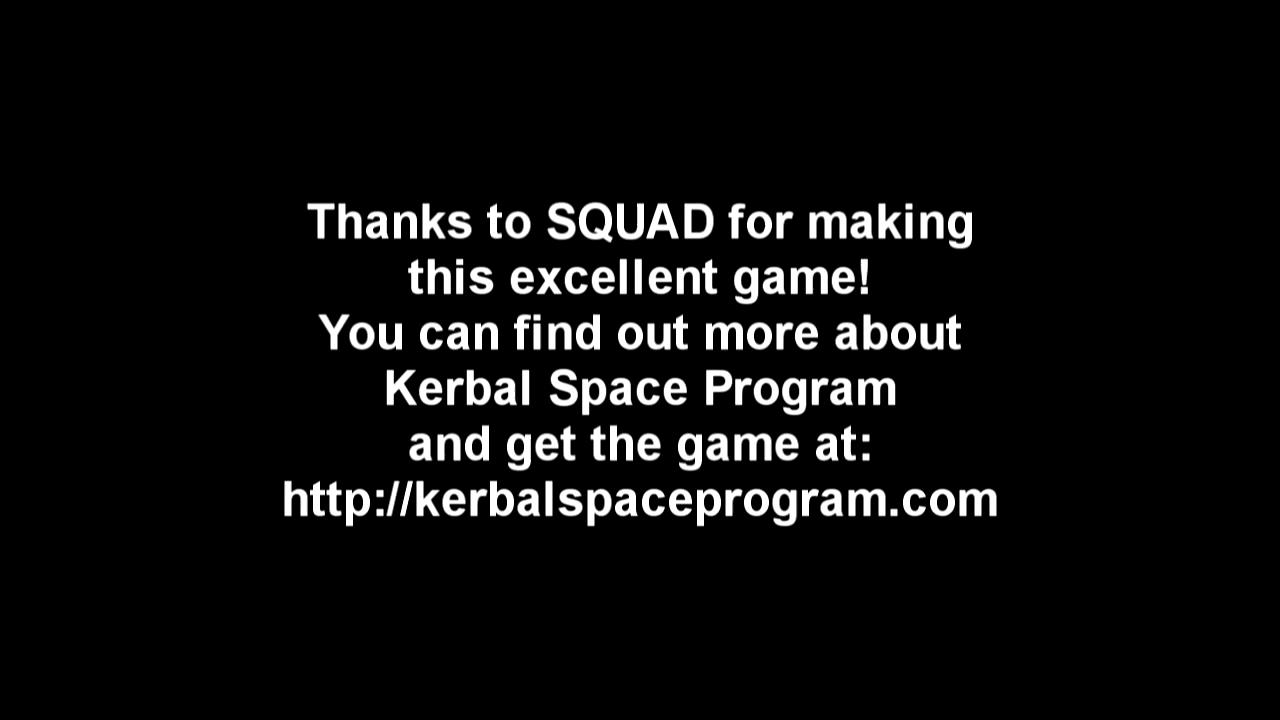 Thanks to SQUAD for making
this excellent game!
You can find out more about
Kerbal Space Program
and get the game at:
http://kerbalspaceprogram.com